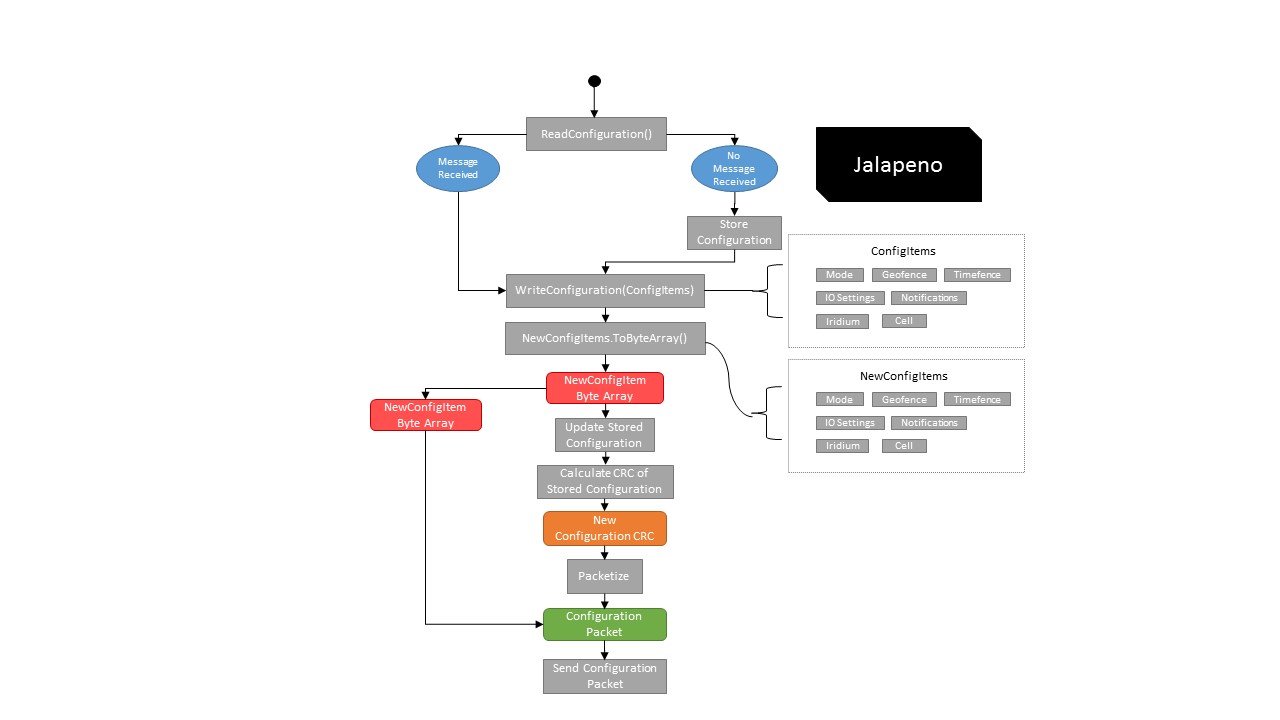 ReadConfiguration()
Message
Received
No
Message
Received
Jalapeno
Store
Configuration
ConfigItems
Mode
Geofence
Timefence
IO Settings
Notifications
Iridium
Cell
WriteConfiguration(ConfigItems)
NewConfigItems.ToByteArray()
NewConfigItems
Mode
Geofence
Timefence
IO Settings
Notifications
Iridium
Cell
NewConfigItem
Byte Array
NewConfigItem
Byte Array
Update Stored
Configuration
Calculate CRC of
Stored Configuration
New
Configuration CRC
Packetize
Configuration
Packet
Send Configuration
Packet